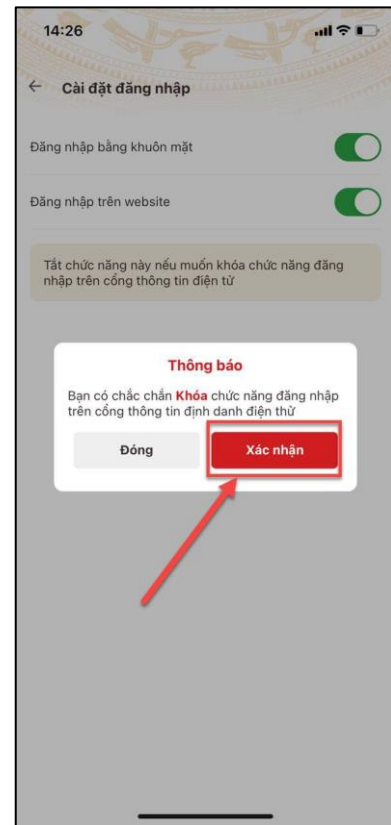 14:26
Cài đặt đăng nhập
Đăng nhập bằng khuôn mặt
Đăng nhập trên website
Tắt chức năng này nếu muốn khóa chức năng đăng
nhập trên cổng thông tin điện tử
Thông báo
Bạn có chắc chắn Khóa chức năng đăng nhập
trên cổng thông tin định danh điện thử
Đóng
Xác nhận